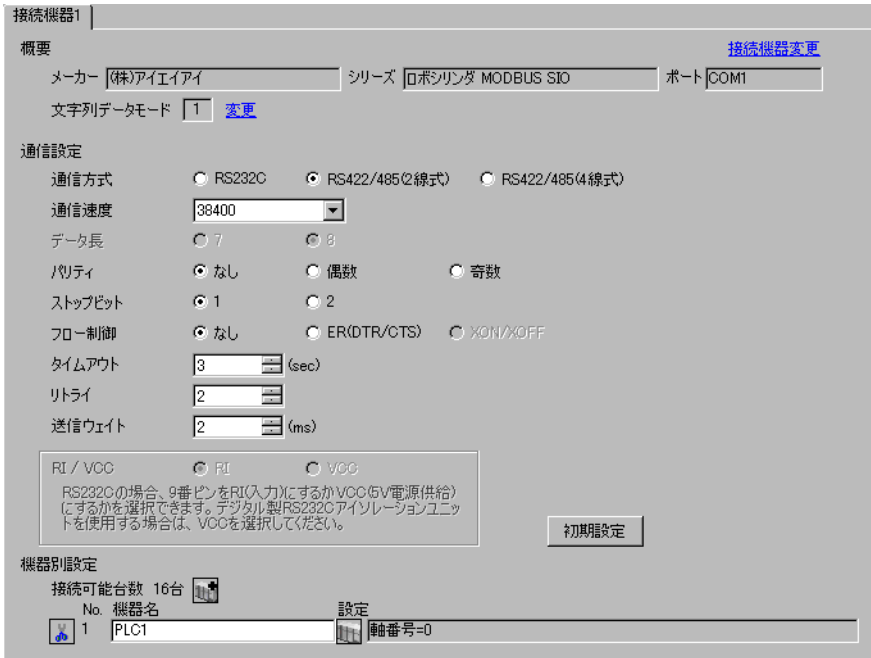 接続機器1
概要 接続機器変更
メーカー (株)アイエイアイ シリーズ ロボシリンダ MODBUS SIO ポート COM1
文字列データモード 1 変更
通信設定
通信方式 RS232C RS422/485(2線式) RS422/485(4線式)
通信速度 38400
データ長 7 8
パリティ なし 偶数 奇数
ストップビット 1 2
フロー制御 なし ER(DTR/CTS) XON/XOFF
タイムアウト 3 (sec)
リトライ 2
送信ウェイト 2 (ms)
RI / VCC RI VCC
RS232Cの場合、9番ピンをRI(入力)にするかVCC(5V電源供給)
にするかを選択できます。デジタル製RS232Cアイソレーションユニッ
トを使用する場合は、VCCを選択してください。
初期設定
機器別設定
接続可能台数 16台
No. 機器名 設定
1 PLC1 軸番号=0